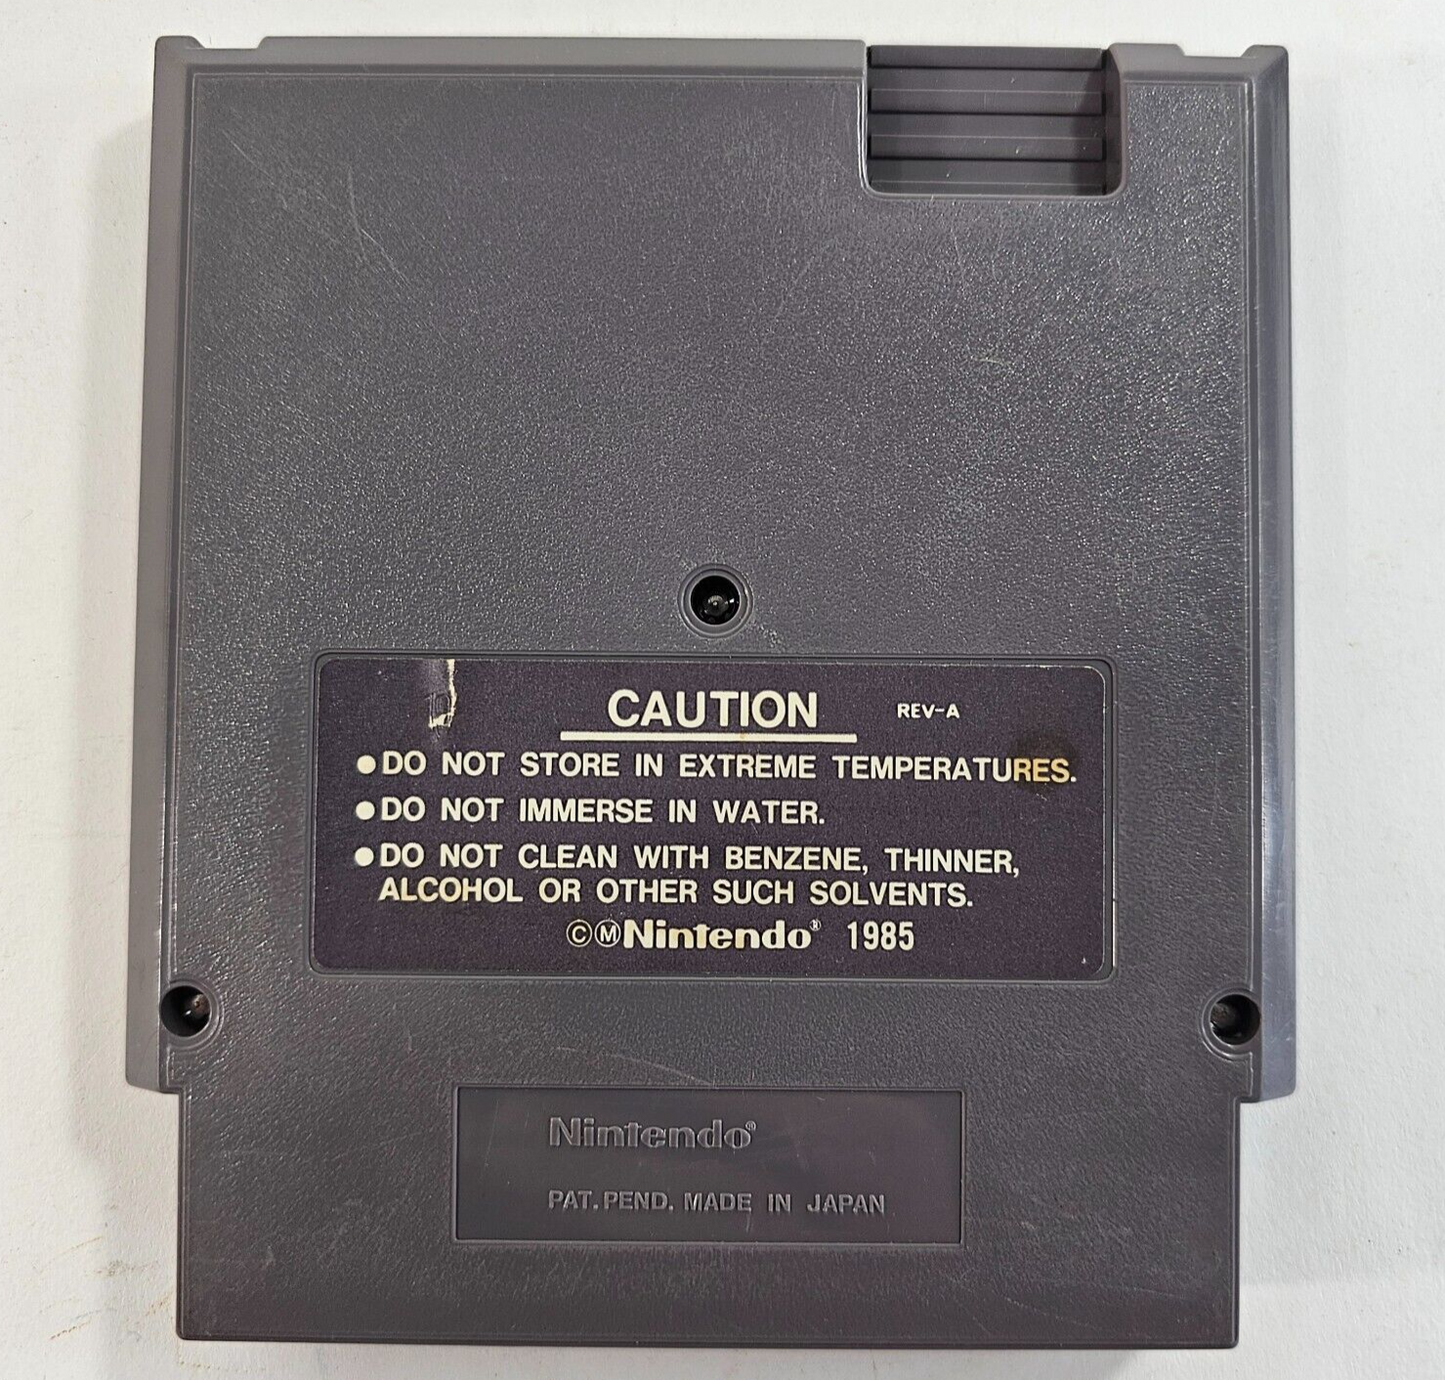 CAUTION REV-A
●DO NOT STORE IN EXTREME TEMPERATURES.
●DO NOT IMMERSE IN WATER.
●DO NOT CLEAN WITH BENZENE, THINNER,
ALCOHOL OR OTHER SUCH SOLVENTS.
©ⓂNintendo® 1985
Nintendo®
PAT. PEND. MADE IN JAPAN